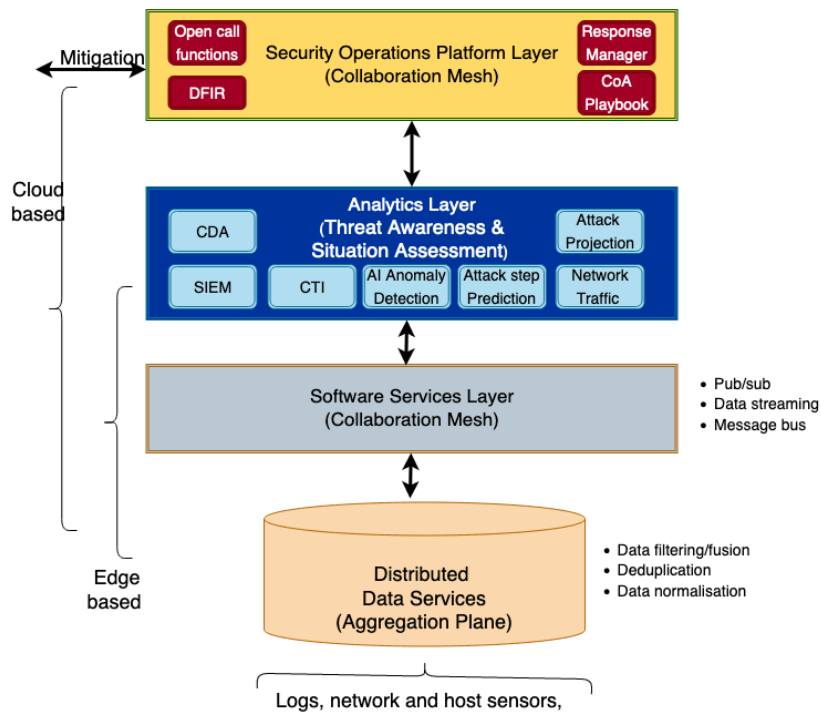 Open call
functions
Security Operations Platform Layer
(Collaboration Mesh)
Response
Manager
Mitigation
DFIR
CoA
Playbook
Cloud
based
Analytics Layer
(Threat Awareness &
Situation Assessment)
CDA
Attack
Projection
SIEM
CTI
AI Anomaly
Detection
Attack step
Prediction
Network
Traffic
Software Services Layer
(Collaboration Mesh)
• Pub/sub
• Data streaming
• Message bus
Edge
based
Distributed
Data Services
(Aggregation Plane)
• Data filtering/fusion
• Deduplication
• Data normalisation
Logs, network and host sensors,